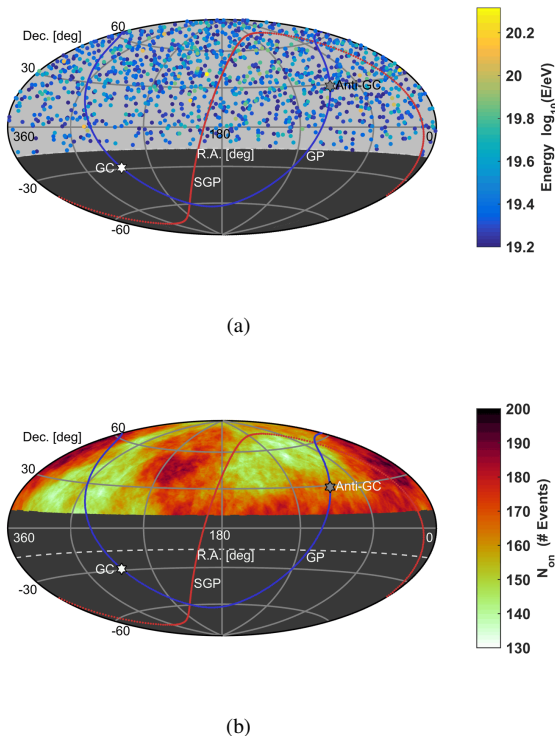 60
Dec. [deg]
30
Anti-GC
360
180
0
R.A. [deg]
GP
GC
SGP
-30
-60
20.2
20
19.8
19.6
19.4
19.2
Energy log10(E/eV)
(a)
60
Dec. [deg]
30
Anti-GC
360
180
0
R.A. [deg]
GP
GC
SGP
-30
-60
200
190
180
170
160
150
140
130
N_on (# Events)
(b)